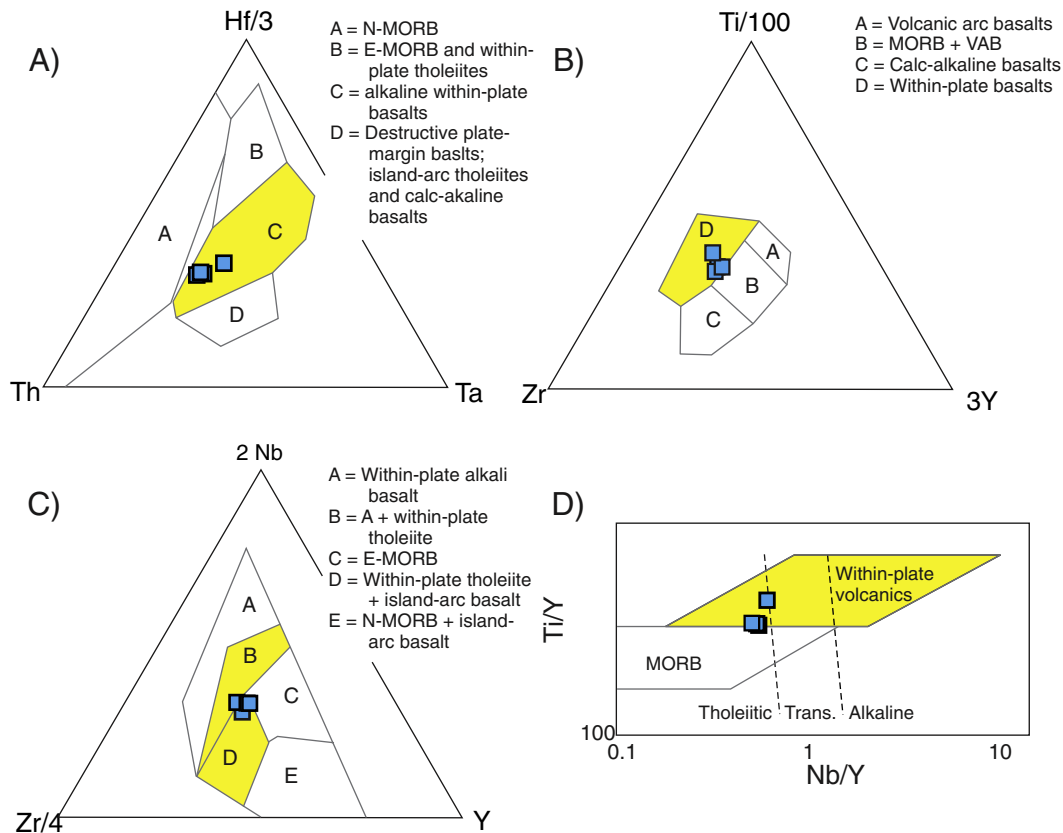 A)
Hf/3
A = N-MORB
B = E-MORB and within-
plate tholeiites
C = alkaline within-plate
basalts
D = Destructive plate-
margin baslts;
island-arc tholeiites
and calc-akaline
basalts
B
A
C
D
Th
Ta
B)
Ti/100
A = Volcanic arc basalts
B = MORB + VAB
C = Calc-alkaline basalts
D = Within-plate basalts
D
A
B
C
Zr
3Y
C)
2 Nb
A = Within-plate alkali
basalt
B = A + within-plate
tholeiite
C = E-MORB
D = Within-plate tholeiite
+ island-arc basalt
E = N-MORB + island-
arc basalt
A
B
C
D
E
Zr/4
Y
D)
Ti/Y
Within-plate
volcanics
MORB
Tholeiitic
Trans.
Alkaline
100
0.1
1
10
Nb/Y